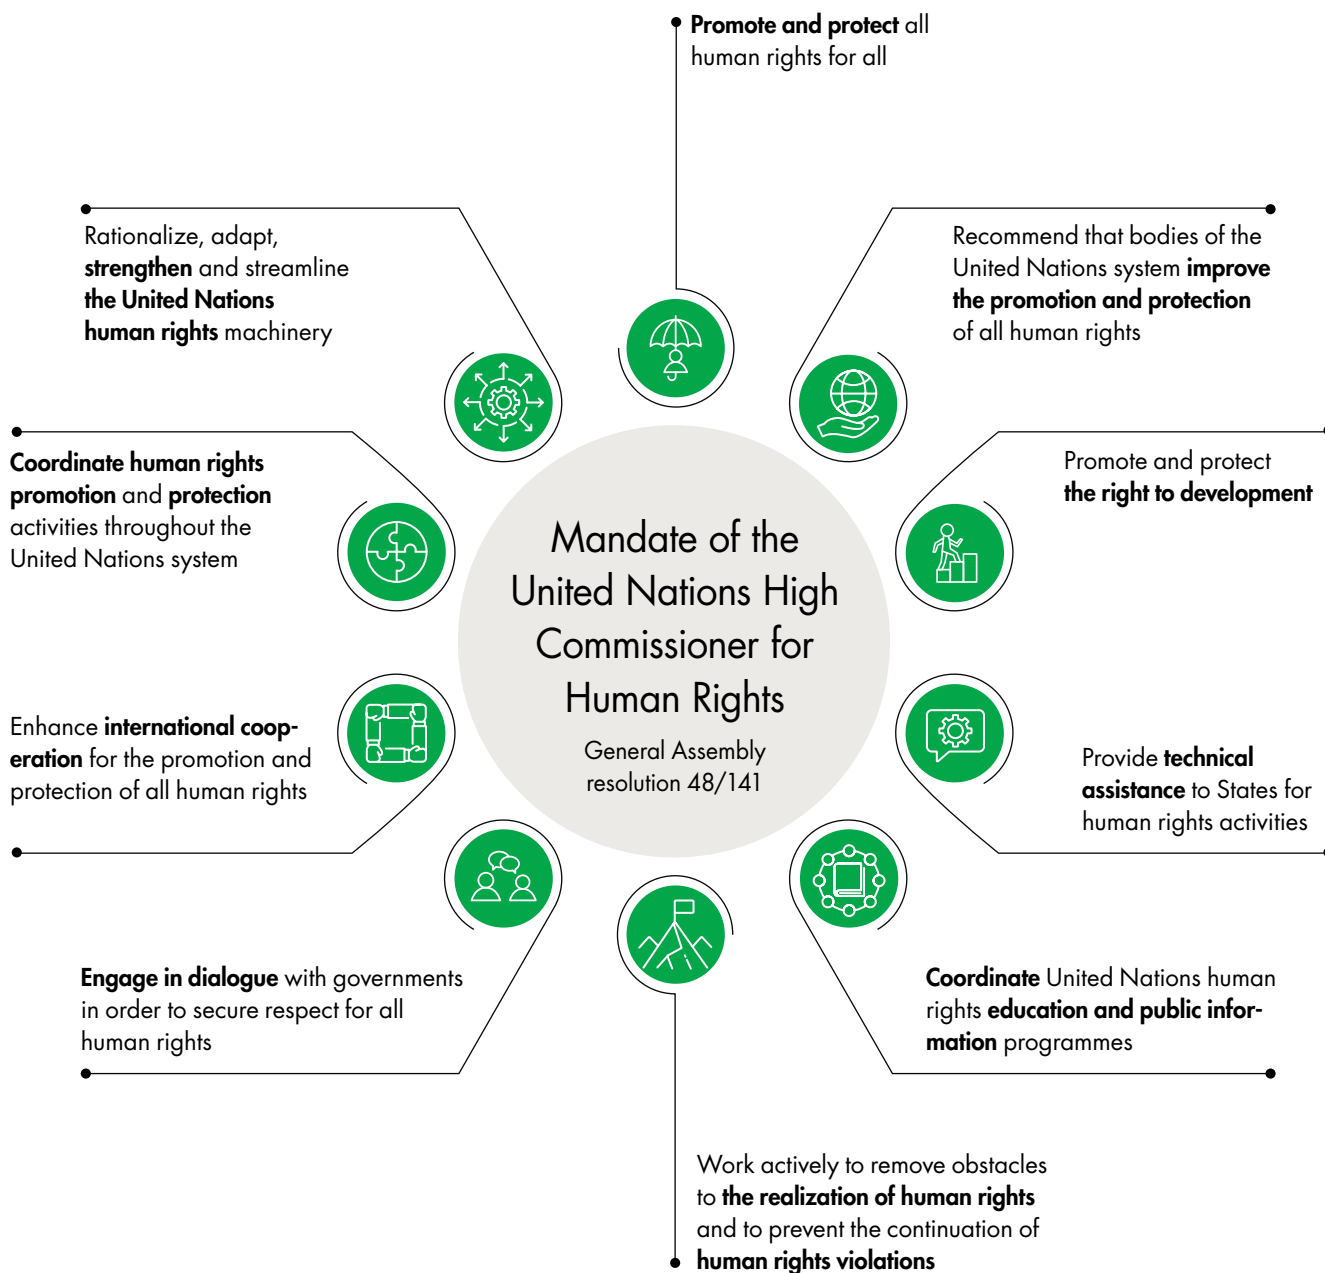 Promote and protect all
human rights for all
Recommend that bodies of the
United Nations system improve
the promotion and protection
of all human rights
Promote and protect
the right to development
Provide technical
assistance to States for
human rights activities
Coordinate United Nations human
rights education and public infor-
mation programmes
Work actively to remove obstacles
to the realization of human rights
and to prevent the continuation of
human rights violations
Engage in dialogue with governments
in order to secure respect for all
human rights
Enhance international coop-
eration for the promotion and
protection of all human rights
Coordinate human rights
promotion and protection
activities throughout the
United Nations system
Rationalize, adapt,
strengthen and streamline
the United Nations
human rights machinery
Mandate of the
United Nations High
Commissioner for
Human Rights
General Assembly
resolution 48/141